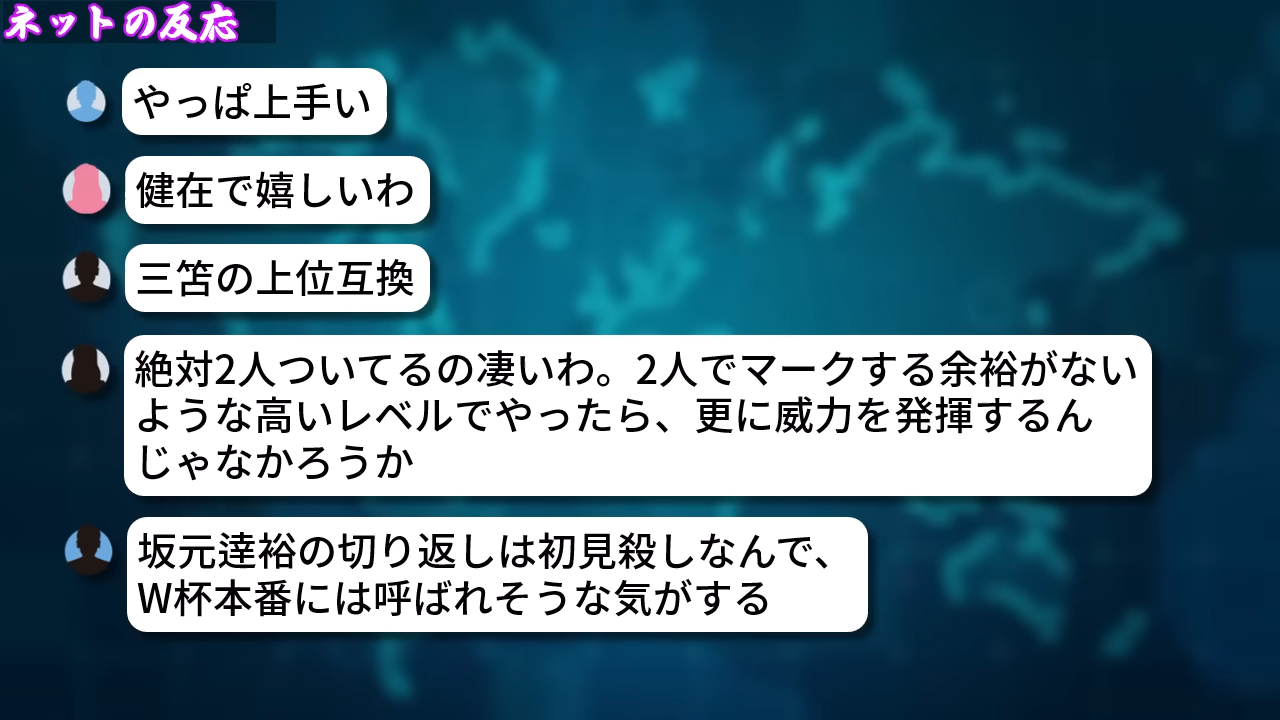 ネットの反応
やっぱ上手い
健在で嬉しいわ
三笘の上位互換
絶対2人ついてるの凄いわ。2人でマークする余裕がない
ような高いレベルでやったら、更に威力を発揮するん
じゃなかろうか
坂元達裕の切り返しは初見殺しなんで、
W杯本番には呼ばれそうな気がする